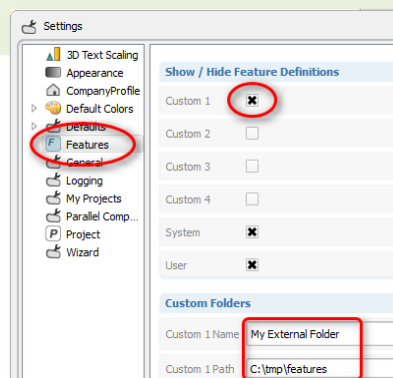 Settings
3D Text Scaling
Appearance
CompanyProfile
Default Colors
Defaults
F Features
General
Logging
My Projects
Parallel Comp...
P Project
Wizard
Show / Hide Feature Definitions
Custom 1
Custom 2
Custom 3
Custom 4
System
User
Custom Folders
Custom 1 Name My External Folder
Custom 1 Path C:\tmp\features